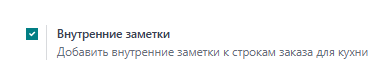 Внутренние заметки
Добавить внутренние заметки к строкам заказа для кухни